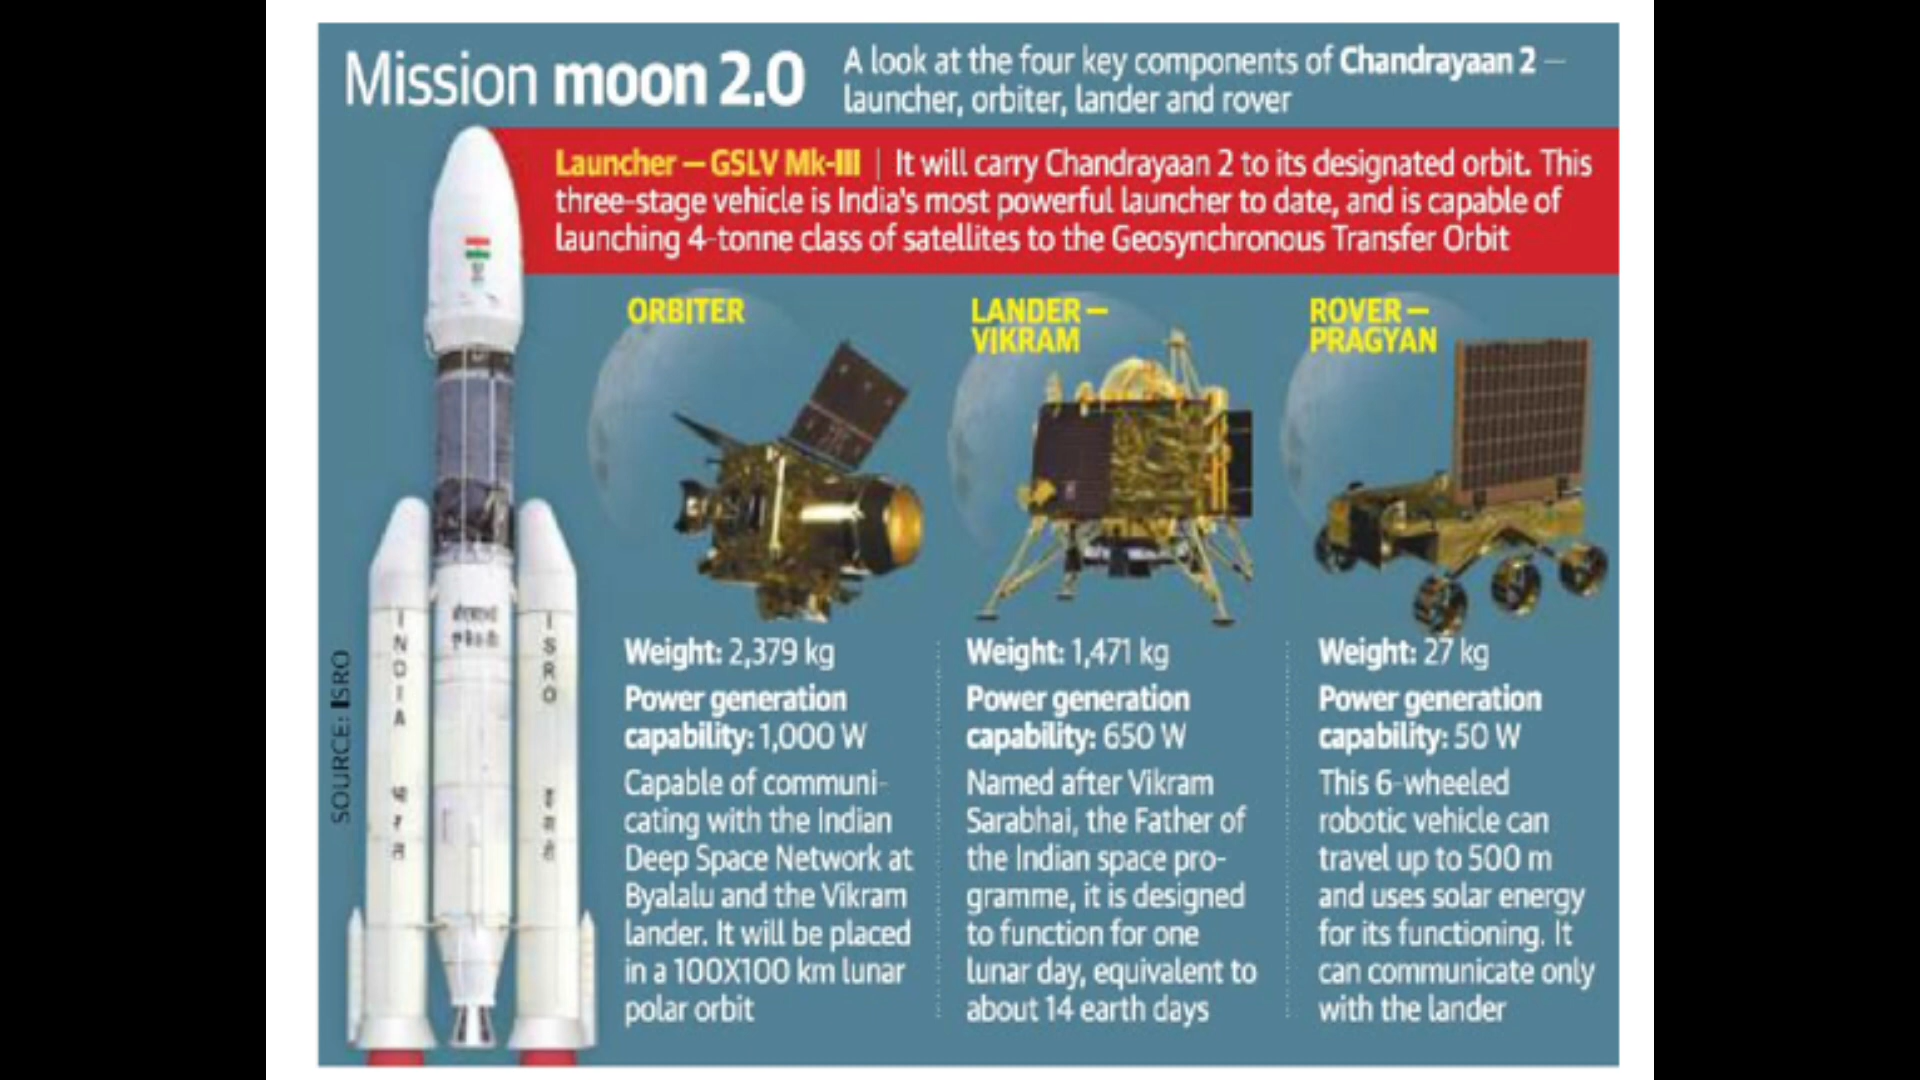 Mission moon 2.0
A look at the four key components of Chandrayaan 2 –
launcher, orbiter, lander and rover
Launcher – GSLV Mk-III | It will carry Chandrayaan 2 to its designated orbit. This
three-stage vehicle is India's most powerful launcher to date, and is capable of
launching 4-tonne class of satellites to the Geosynchronous Transfer Orbit
ORBITER
Weight: 2,379 kg
Power generation
capability: 1,000 W
Capable of communi-
cating with the Indian
Deep Space Network at
Byalalu and the Vikram
lander. It will be placed
in a 100X100 km lunar
polar orbit
LANDER –
VIKRAM
Weight: 1,471 kg
Power generation
capability: 650 W
Named after Vikram
Sarabhai, the Father of
the Indian space pro-
gramme, it is designed
to function for one
lunar day, equivalent to
about 14 earth days
ROVER –
PRAGYAN
Weight: 27 kg
Power generation
capability: 50 W
This 6-wheeled
robotic vehicle can
travel up to 500 m
and uses solar energy
for its functioning. It
can communicate only
with the lander
INDIA
ISRO
SOURCE: ISRO